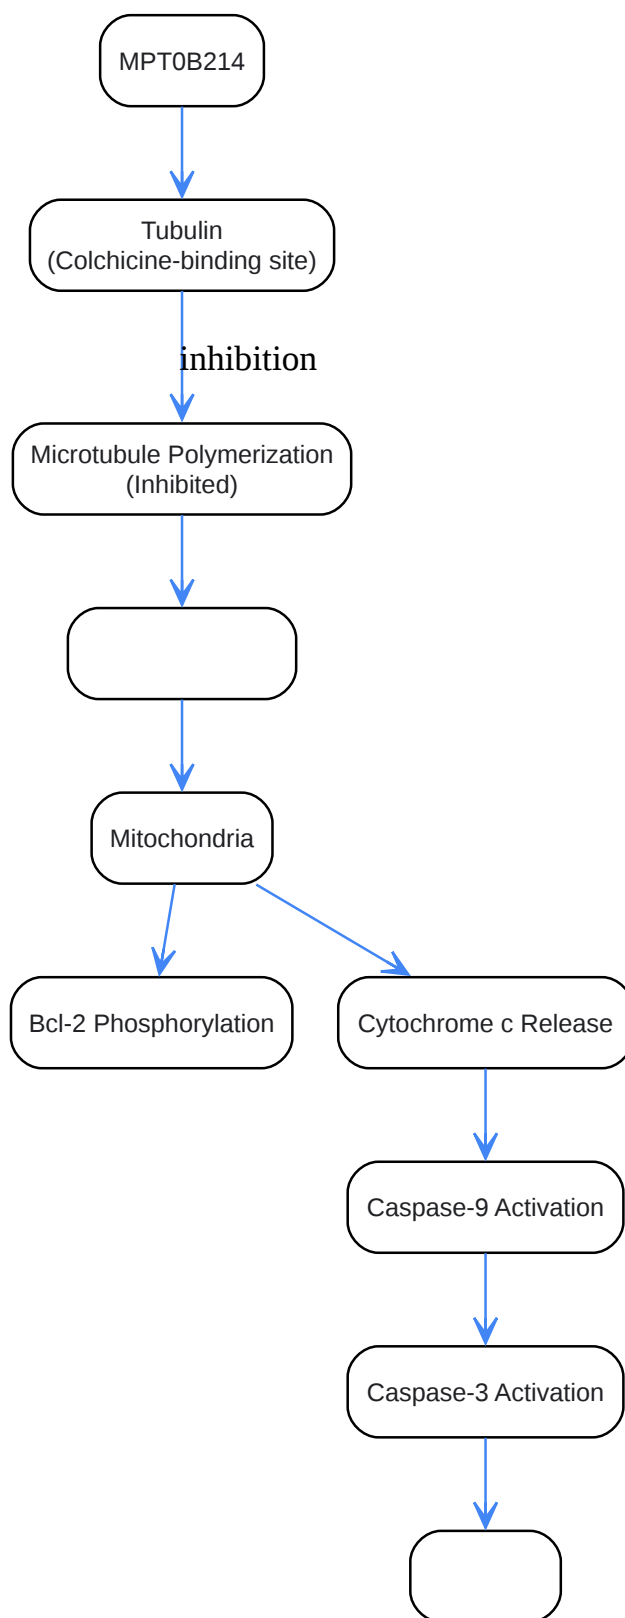 MPT0B214
Tubulin
(Colchicine-binding site)
inhibition
Microtubule Polymerization
(Inhibited)
Mitochondria
Bcl-2 Phosphorylation
Cytochrome c Release
Caspase-9 Activation
Caspase-3 Activation